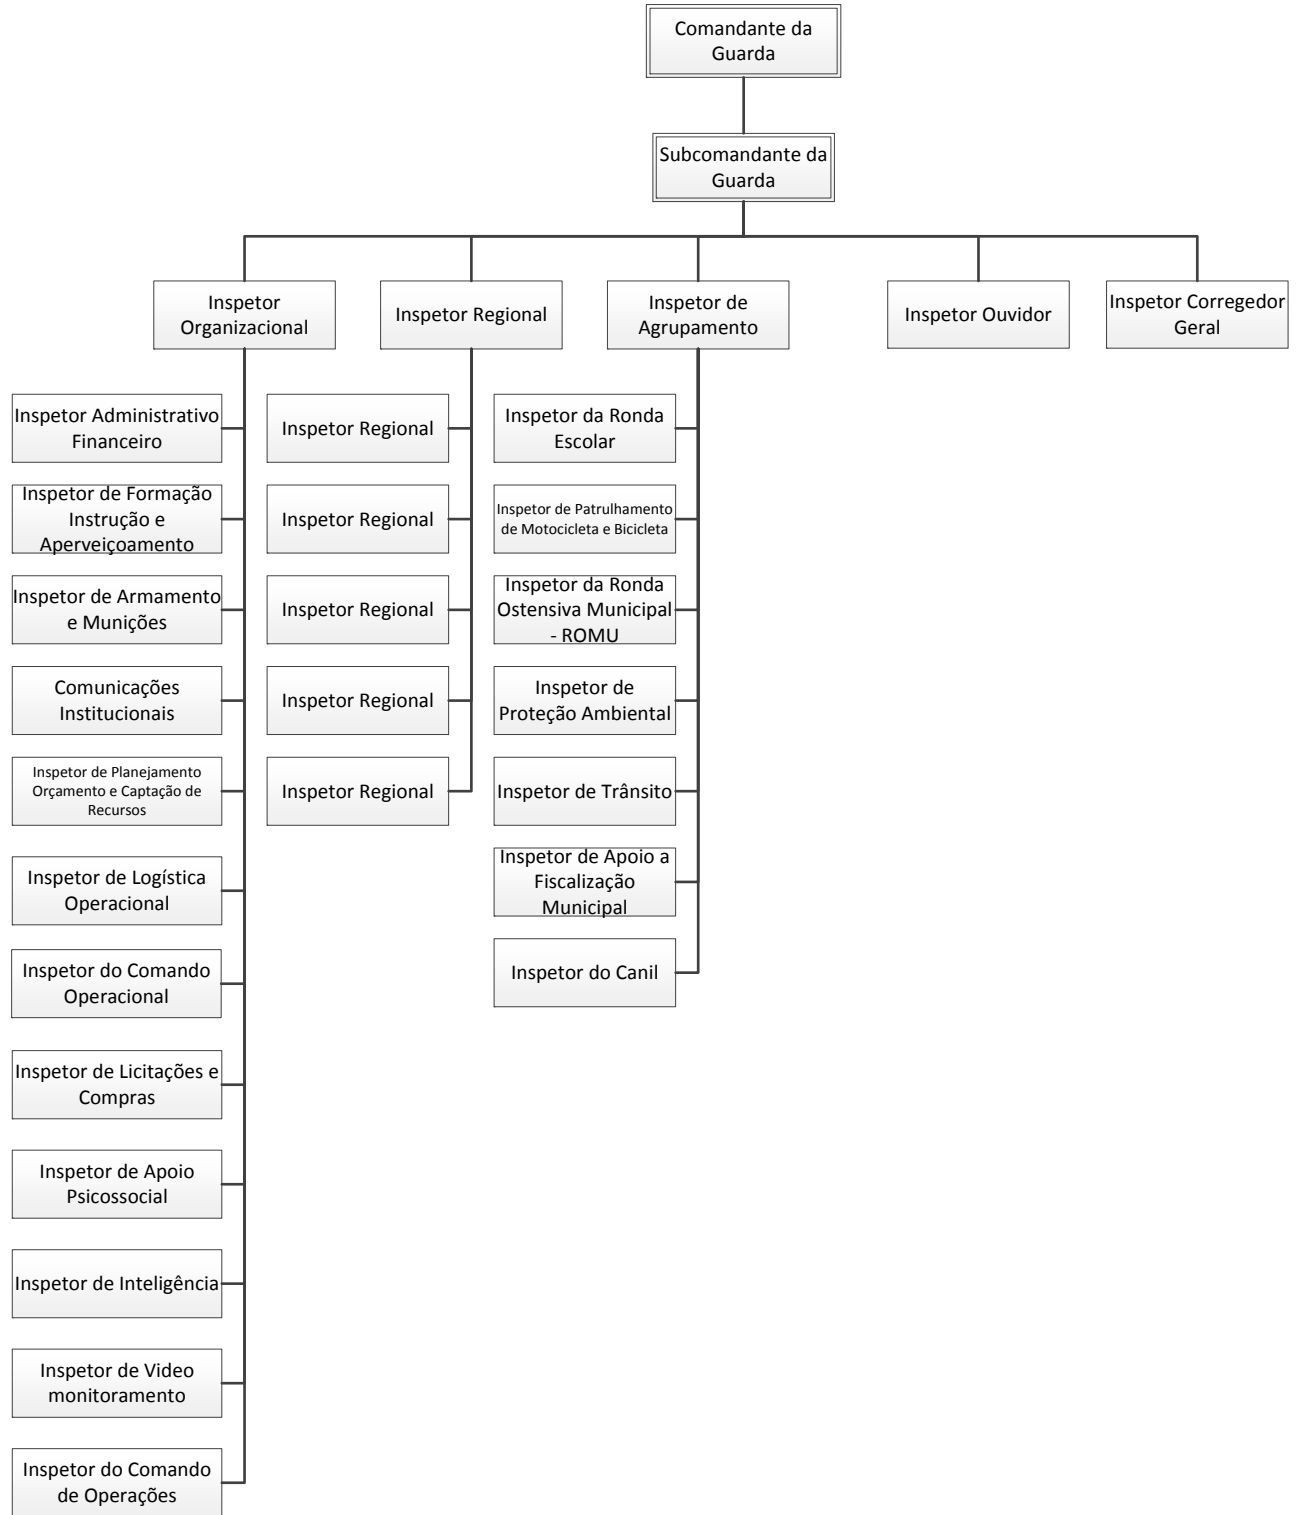 Comandante da
Guarda
Subcomandante da
Guarda
Inspetor
Organizacional
Inspetor Regional
Inspetor de
Agrupamento
Inspetor Ouvidor
Inspetor Corregedor
Geral
Inspetor Administrativo
Financeiro
Inspetor de Formação
Instrução e
Aperveiçoamento
Inspetor de Armamento
e Munições
Comunicações
Institucionais
Inspetor de Planejamento
Orçamento e Captação de
Recursos
Inspetor de Logística
Operacional
Inspetor do Comando
Operacional
Inspetor de Licitações e
Compras
Inspetor de Apoio
Psicossocial
Inspetor de Inteligência
Inspetor de Video
monitoramento
Inspetor do Comando
de Operações
Inspetor Regional
Inspetor Regional
Inspetor Regional
Inspetor Regional
Inspetor Regional
Inspetor da Ronda
Escolar
Inspetor de Patrulhamento
de Motocicleta e Bicicleta
Inspetor da Ronda
Ostensiva Municipal
- ROMU
Inspetor de
Proteção Ambiental
Inspetor de Trânsito
Inspetor de Apoio a
Fiscalização
Municipal
Inspetor do Canil